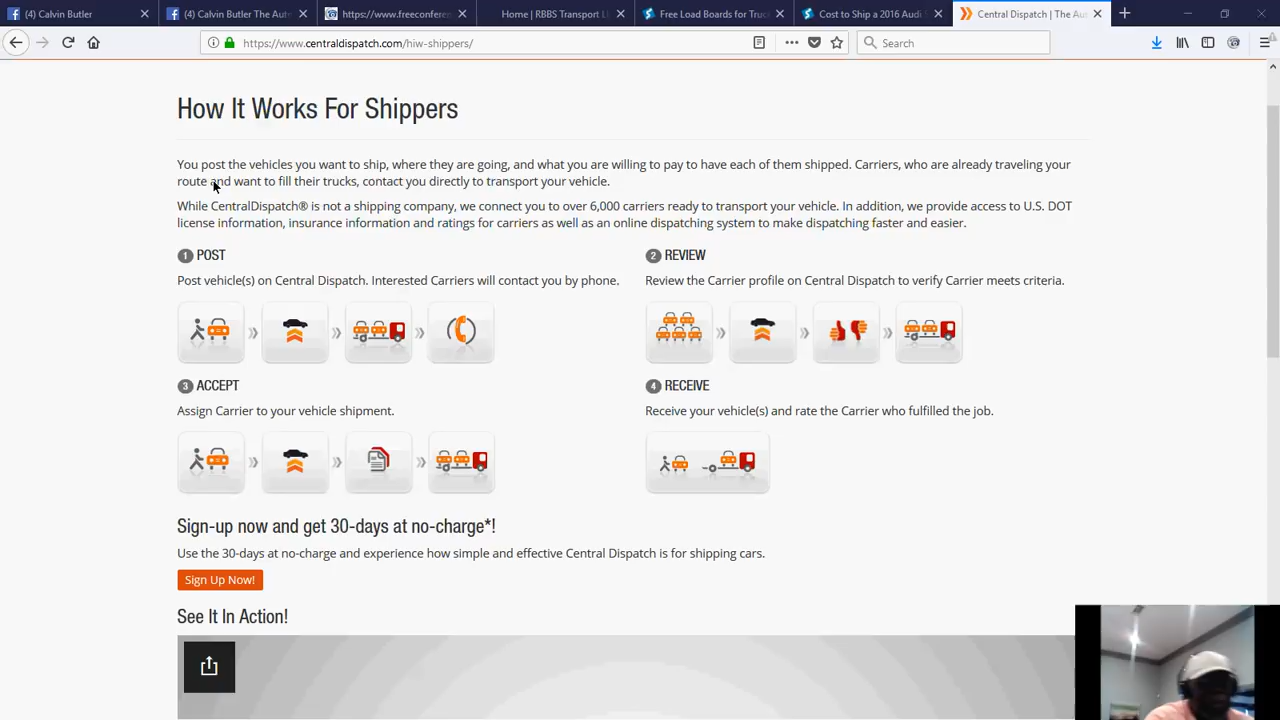 (4) Calvin Butler
(4) Calvin Butler The Aut
https://www.freeconfere
Home | RBBS Transport L
Free Load Boards for Truc
Cost to Ship a 2016 Audi
Central Dispatch | The Au
https://www.centraldispatch.com/hiw-shippers/
Search
How It Works For Shippers
You post the vehicles you want to ship, where they are going, and what you are willing to pay to have each of them shipped. Carriers, who are already traveling your
route and want to fill their trucks, contact you directly to transport your vehicle.
While CentralDispatch® is not a shipping company, we connect you to over 6,000 carriers ready to transport your vehicle. In addition, we provide access to U.S. DOT
license information, insurance information and ratings for carriers as well as an online dispatching system to make dispatching faster and easier.
1 POST
Post vehicle(s) on Central Dispatch. Interested Carriers will contact you by phone.
2 REVIEW
Review the Carrier profile on Central Dispatch to verify Carrier meets criteria.
3 ACCEPT
Assign Carrier to your vehicle shipment.
4 RECEIVE
Receive your vehicle(s) and rate the Carrier who fulfilled the job.
Sign-up now and get 30-days at no-charge*!
Use the 30-days at no-charge and experience how simple and effective Central Dispatch is for shipping cars.
Sign Up Now!
See It In Action!